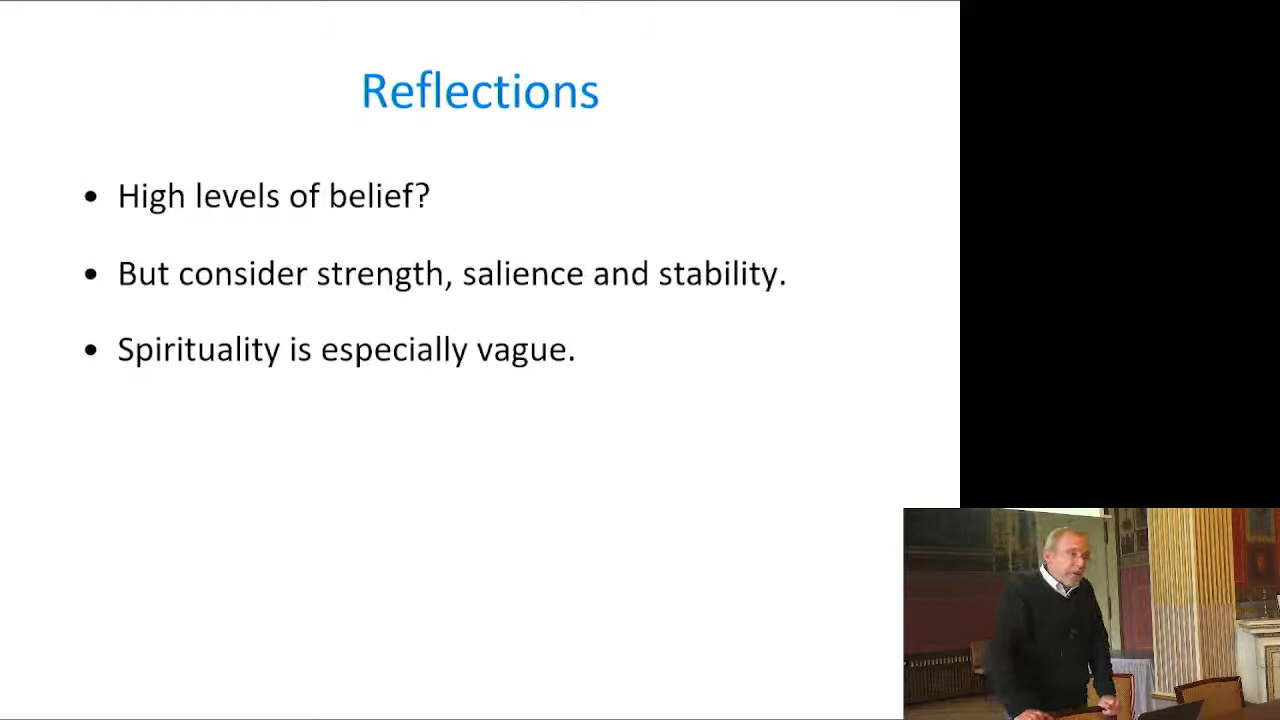 Reflections
• High levels of belief?
• But consider strength, salience and stability.
• Spirituality is especially vague.